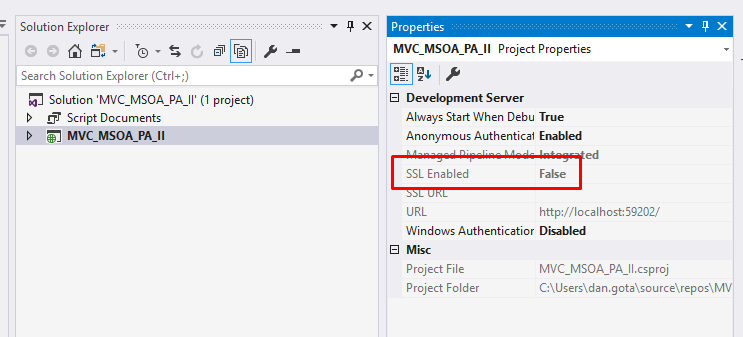 Solution Explorer
Search Solution Explorer (Ctrl+;)
Solution 'MVC_MSOA_PA_II' (1 project)
Script Documents
MVC_MSOA_PA_II
Properties
MVC_MSOA_PA_II Project Properties
Development Server
Always Start When Debu True
Anonymous Authenticat Enabled
Managed Pipeline Mode Integrated
SSL Enabled False
SSL URL
URL http://localhost:59202/
Windows Authentication Disabled
Misc
Project File MVC_MSOA_PA_II.csproj
Project Folder C:\Users\dan.gota\source\repos\MV